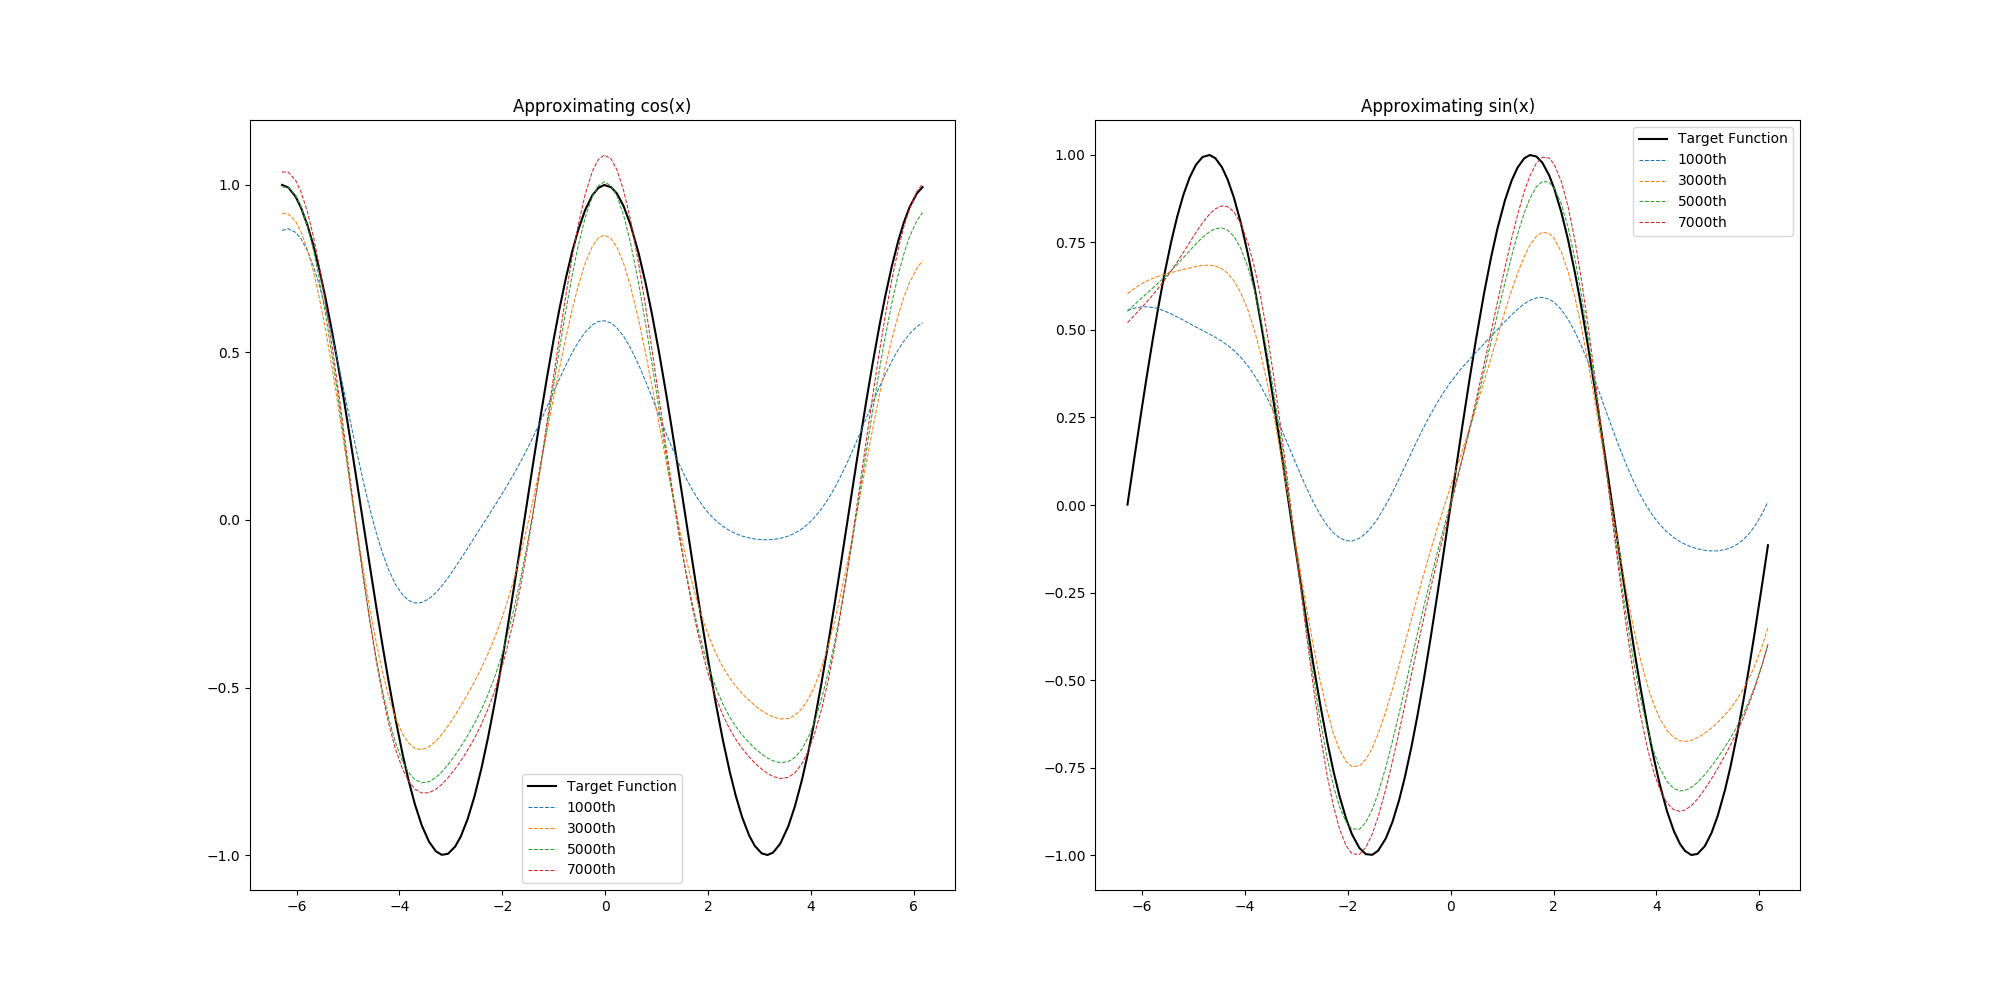 Approximating cos(x)
1.0
0.5
0.0
−0.5
−1.0
−6 −4 −2 0 2 4 6
Target Function
1000th
3000th
5000th
7000th
Approximating sin(x)
1.00
0.75
0.50
0.25
0.00
−0.25
−0.50
−0.75
−1.00
−6 −4 −2 0 2 4 6
Target Function
1000th
3000th
5000th
7000th